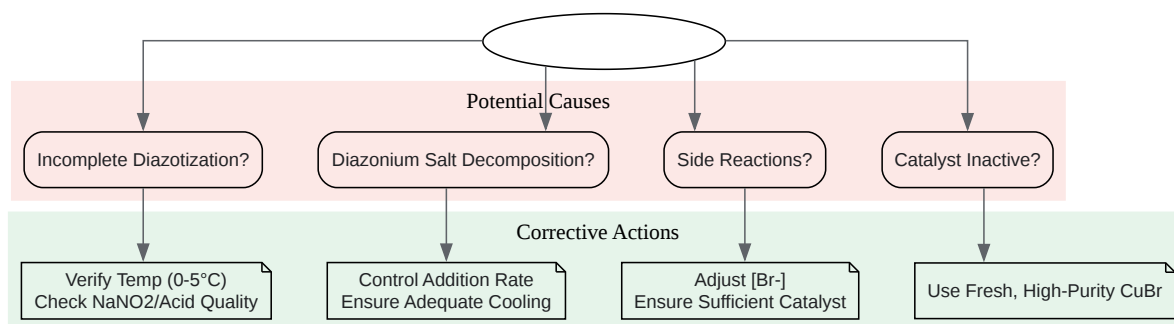 Potential Causes
Incomplete Diazotization?
Diazonium Salt Decomposition?
Side Reactions?
Catalyst Inactive?
Corrective Actions
Verify Temp (0-5°C)
Check NaNO2/Acid Quality
Control Addition Rate
Ensure Adequate Cooling
Adjust [Br-]
Ensure Sufficient Catalyst
Use Fresh, High-Purity CuBr